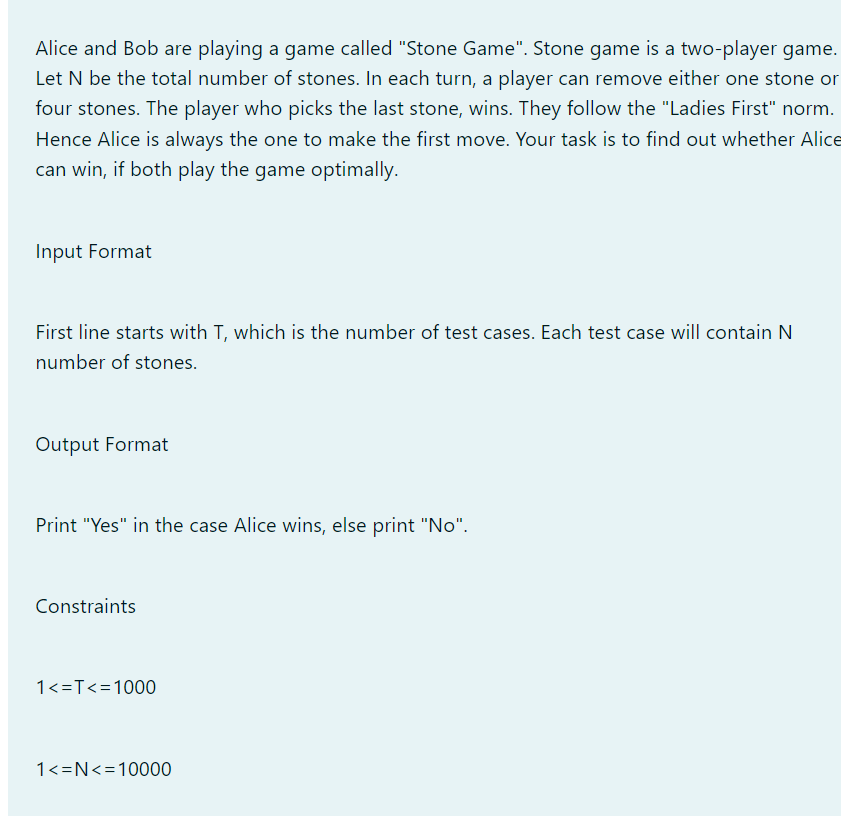 Alice and Bob are playing a game called "Stone Game". Stone game is a two-player game.
Let N be the total number of stones. In each turn, a player can remove either one stone or
four stones. The player who picks the last stone, wins. They follow the "Ladies First" norm.
Hence Alice is always the one to make the first move. Your task is to find out whether Alice
can win, if both play the game optimally.
Input Format
First line starts with T, which is the number of test cases. Each test case will contain N
number of stones.
Output Format
Print "Yes" in the case Alice wins, else print "No".
Constraints
1<=T<=1000
1<=N<=10000